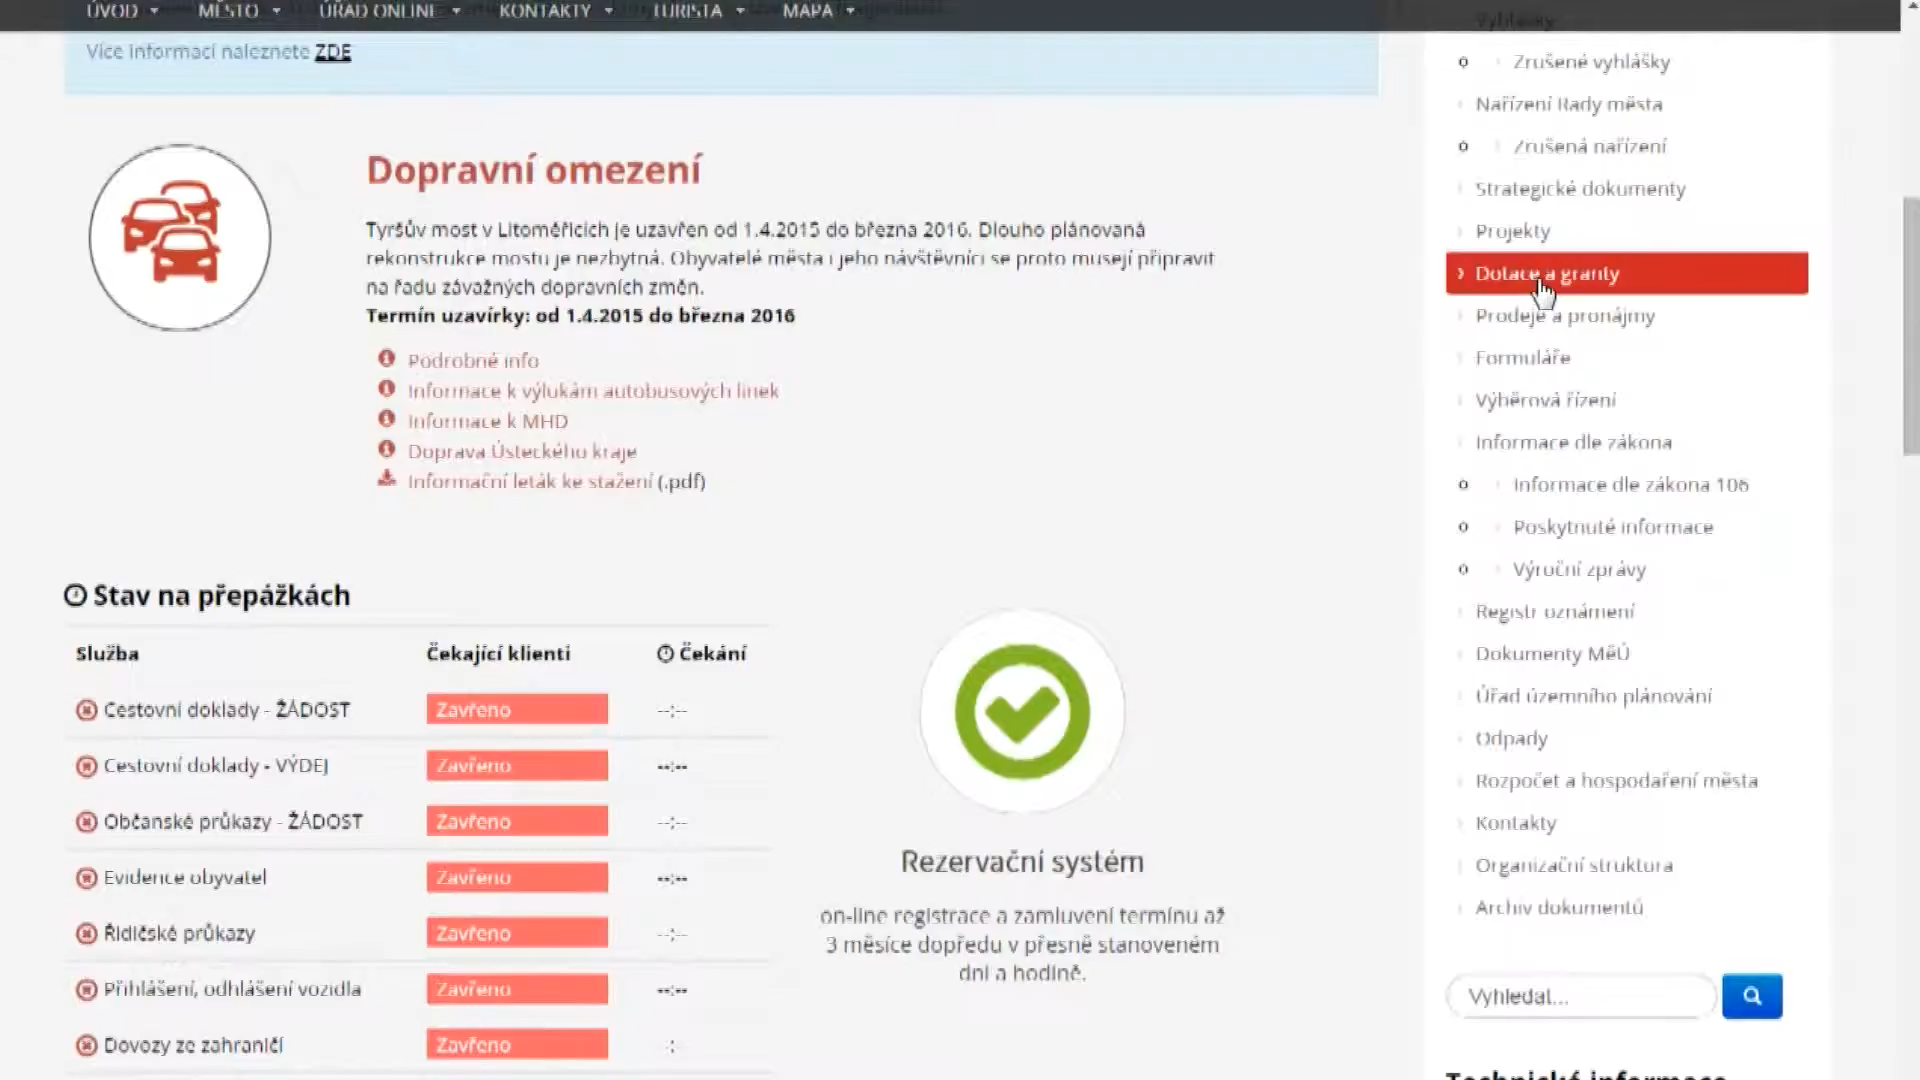 ÚVOD
MĚSTO
ÚŘAD ONLINE
KONTAKTY
TURISTA
MAPA
Více informací naleznete ZDE
Dopravní omezení
Tyršův most v Litoměřicích je uzavřen od 1.4.2015 do března 2016. Dlouho plánovaná
rekonstrukce mostu je nezbytná. Obyvatelé města i jeho návštěvníci se proto musejí připravit
na řadu závažných dopravních změn.
Termín uzavírky: od 1.4.2015 do března 2016
Podrobné info
Informace k výlukám autobusových linek
Informace k MHD
Doprava Ústeckého kraje
Informační leták ke stažení (.pdf)
Stav na přepážkách
Služba Čekající klienti Čekání
Cestovní doklady - ŽÁDOST Zavřeno --:--
Cestovní doklady - VÝDEJ Zavřeno --:--
Občanské průkazy - ŽÁDOST Zavřeno --:--
Evidence obyvatel Zavřeno --:--
Řidičské průkazy Zavřeno --:--
Přihlášení, odhlášení vozidla Zavřeno --:--
Dovozy ze zahraničí Zavřeno --:--
Rezervační systém
on-line registrace a zamluvení termínu až
3 měsíce dopředu v přesně stanoveném
dni a hodině.
Vyhlášky
Zrušené vyhlášky
Nařízení Rady města
Zrušená nařízení
Strategické dokumenty
Projekty
Dotace a granty
Prodeje a pronájmy
Formuláře
Výběrová řízení
Informace dle zákona
Informace dle zákona 106
Poskytnuté informace
Výroční zprávy
Registr oznámení
Dokumenty MěÚ
Úřad územního plánování
Odpady
Rozpočet a hospodaření města
Kontakty
Organizační struktura
Archiv dokumentů
Vyhledat...
Technické informace